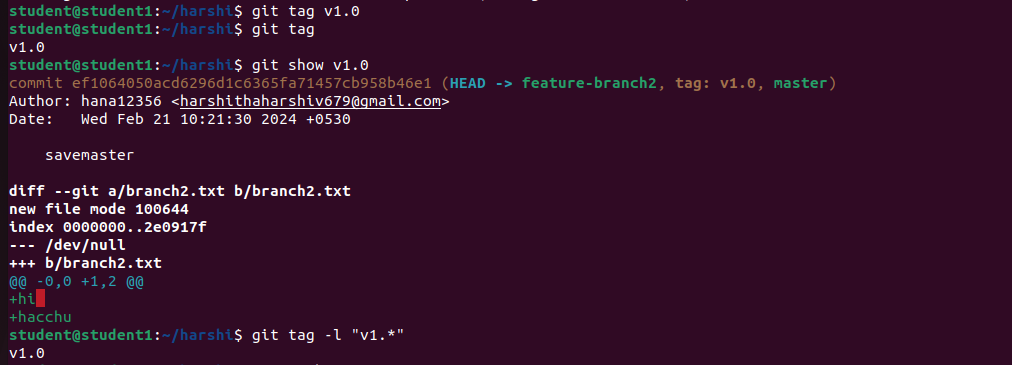 student@student1:~/harshi$ git tag v1.0
student@student1:~/harshi$ git tag
v1.0
student@student1:~/harshi$ git show v1.0
commit ef1064050acd6296d1c6365fa71457cb958b46e1 (HEAD -> feature-branch2, tag: v1.0, master)
Author: hana12356 <harshithaharshiv679@gmail.com>
Date:   Wed Feb 21 10:21:30 2024 +0530
    savemaster
diff --git a/branch2.txt b/branch2.txt
new file mode 100644
index 0000000..2e0917f
--- /dev/null
+++ b/branch2.txt
@@ -0,0 +1,2 @@
+hi
+hacchu
student@student1:~/harshi$ git tag -l "v1.*"
v1.0